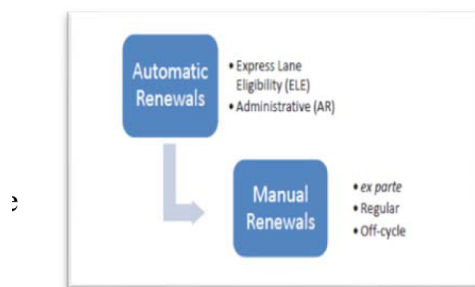 Automatic
Renewals
• Express Lane
Eligibility (ELE)
• Administrative (AR)
e
Manual
Renewals
• ex parte
• Regular
• Off-cycle